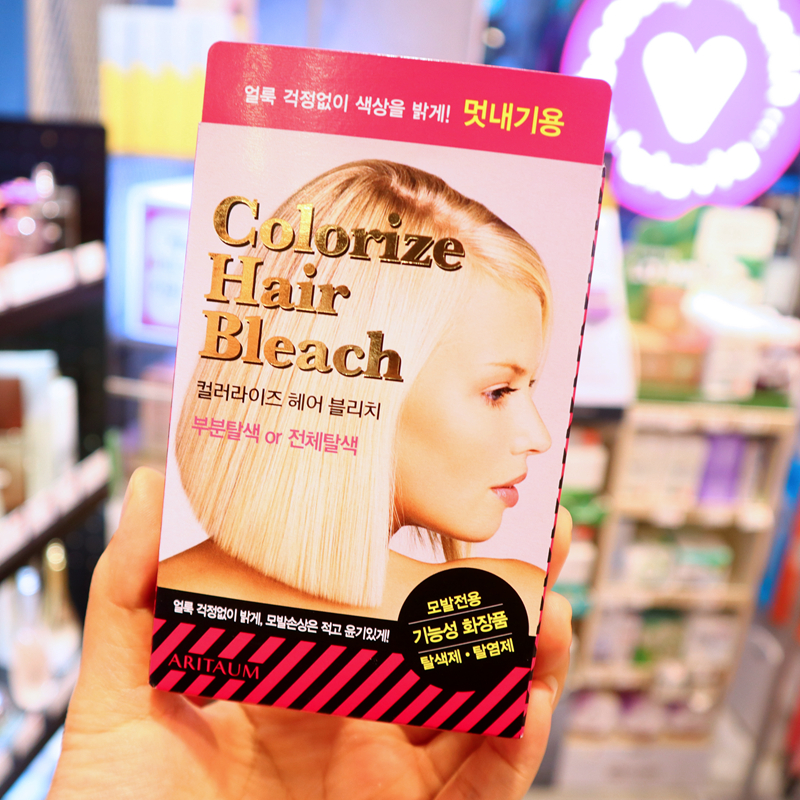 얼룩 걱정없이 색상을 밝게! 멋내기용
Colorize
Hair
Bleach
컬러라이즈 헤어 블리치
부분탈색 or 전체탈색
얼룩 걱정없이 밝게, 모발손상은 적고 윤기있게!
모발전용
기능성 화장품
탈색제·탈염제
ARITAUM